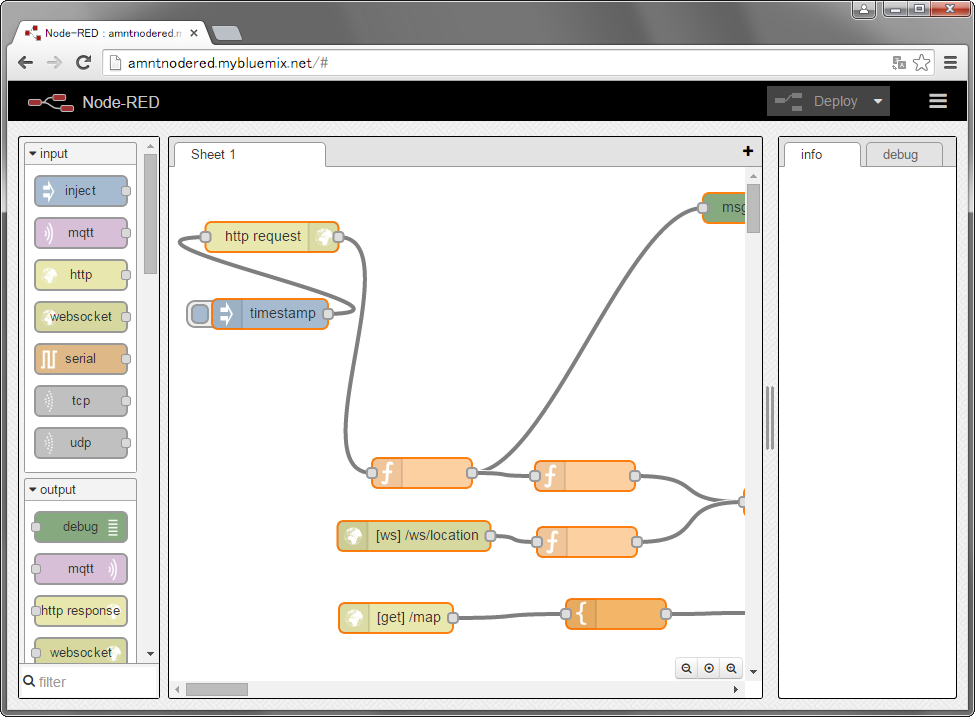 Node-RED : amntnodered.m
amntnodered.mybluemix.net/#
Node-RED
Deploy
input
inject
mqtt
http
websocket
serial
tcp
udp
output
debug
mqtt
http response
websocket
filter
Sheet 1
+
msg
http request
timestamp
f
f
[ws] /ws/location
f
[get] /map
{
info
debug